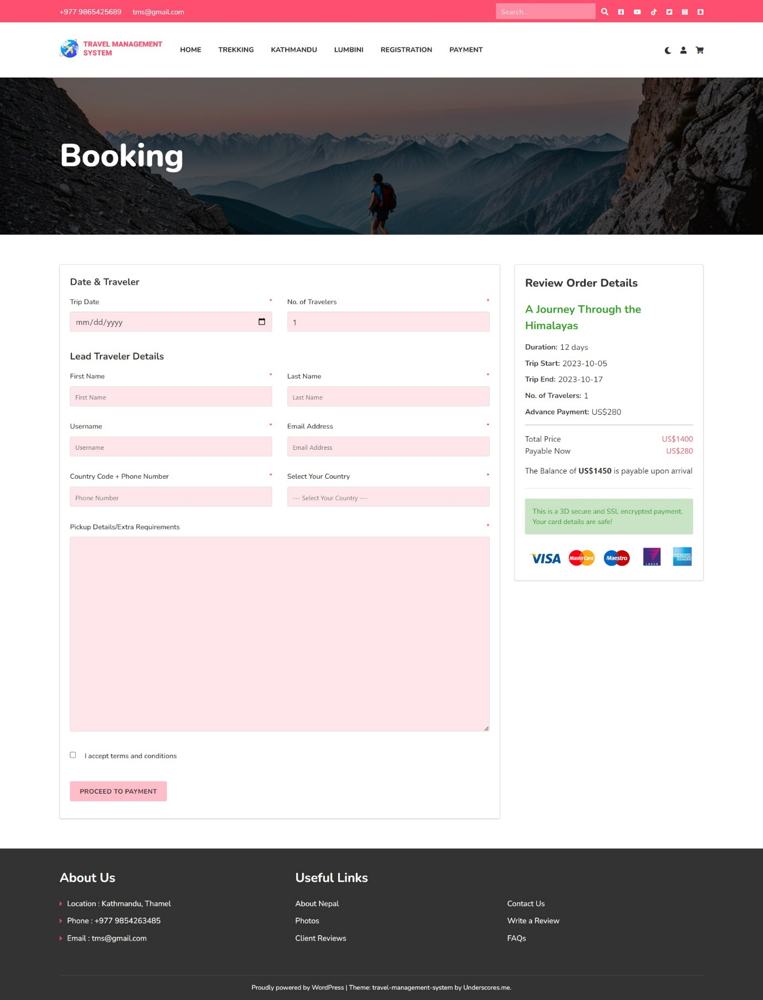 +977 9865425689 tms@gmail.com Search...
TRAVEL MANAGEMENT
SYSTEM
HOME TREKKING KATHMANDU LUMBINI REGISTRATION PAYMENT
Booking
Date & Traveler
Trip Date * No. of Travelers *
mm/dd/yyyy 1
Lead Traveler Details
First Name * Last Name *
First Name Last Name
Username * Email Address *
Username Email Address
Country Code + Phone Number * Select Your Country *
Phone Number --- Select Your Country ---
Pickup Details/Extra Requirements *
I accept terms and conditions
PROCEED TO PAYMENT
Review Order Details
A Journey Through the
Himalayas
Duration: 12 days
Trip Start: 2023-10-05
Trip End: 2023-10-17
No. of Travelers: 1
Advance Payment: US$280
Total Price US$1400
Payable Now US$280
The Balance of US$1450 is payable upon arrival
This is a 3D secure and SSL encrypted payment.
Your card details are safe!
VISA MasterCard Maestro LASER AMERICAN EXPRESS
About Us Useful Links
Location : Kathmandu, Thamel About Nepal Contact Us
Phone : +977 9854263485 Photos Write a Review
Email : tms@gmail.com Client Reviews FAQs
Proudly powered by WordPress | Theme: travel-management-system by Underscores.me.